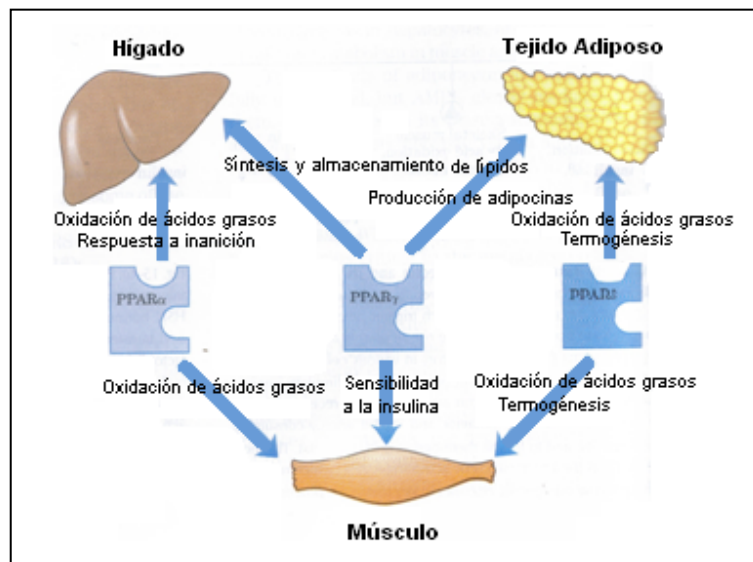 Hígado
Tejido Adiposo
Síntesis y almacenamiento de lípidos
Producción de adipocinas
Oxidación de ácidos grasos
Respuesta a inanición
Oxidación de ácidos grasos
Termogénesis
PPARα
PPARγ
PPARδ
Oxidación de ácidos grasos
Sensibilidad
a la insulina
Oxidación de ácidos grasos
Termogénesis
Músculo